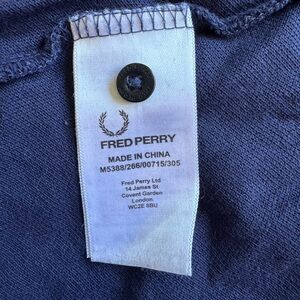 FRED PERRY
MADE IN CHINA
M5388/266/00715/305
Fred Perry Ltd
14 James St
Covent Garden
London
WC2E 8BU